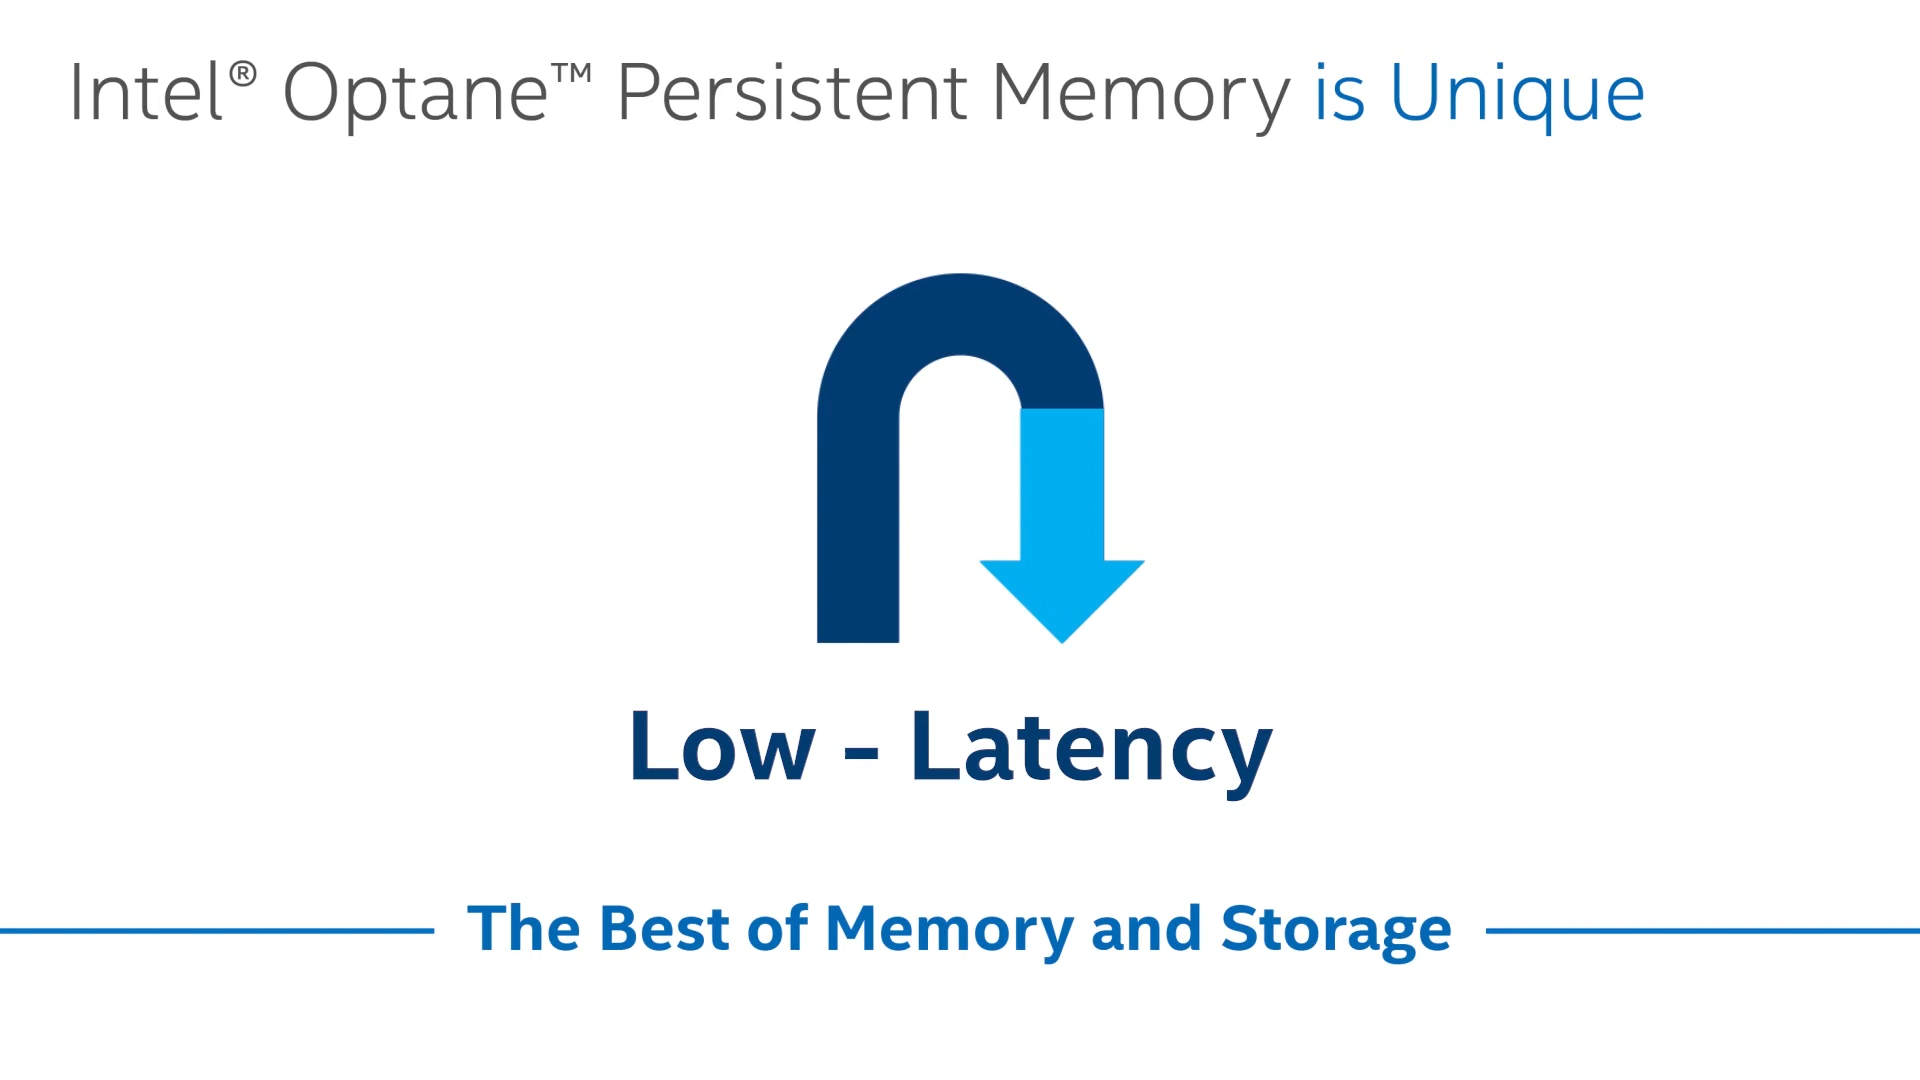 Intel® Optane™ Persistent Memory is Unique
Low - Latency
The Best of Memory and Storage